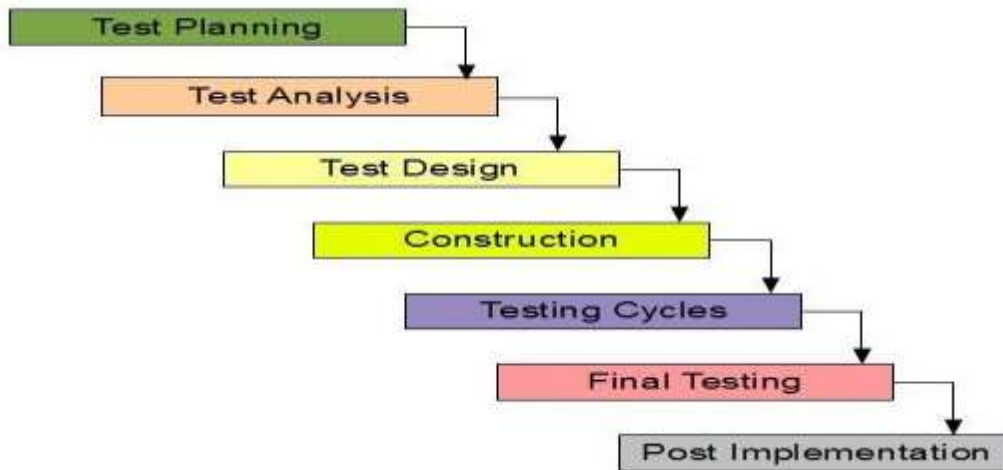 Test Planning
Test Analysis
Test Design
Construction
Testing Cycles
Final Testing
Post Implementation